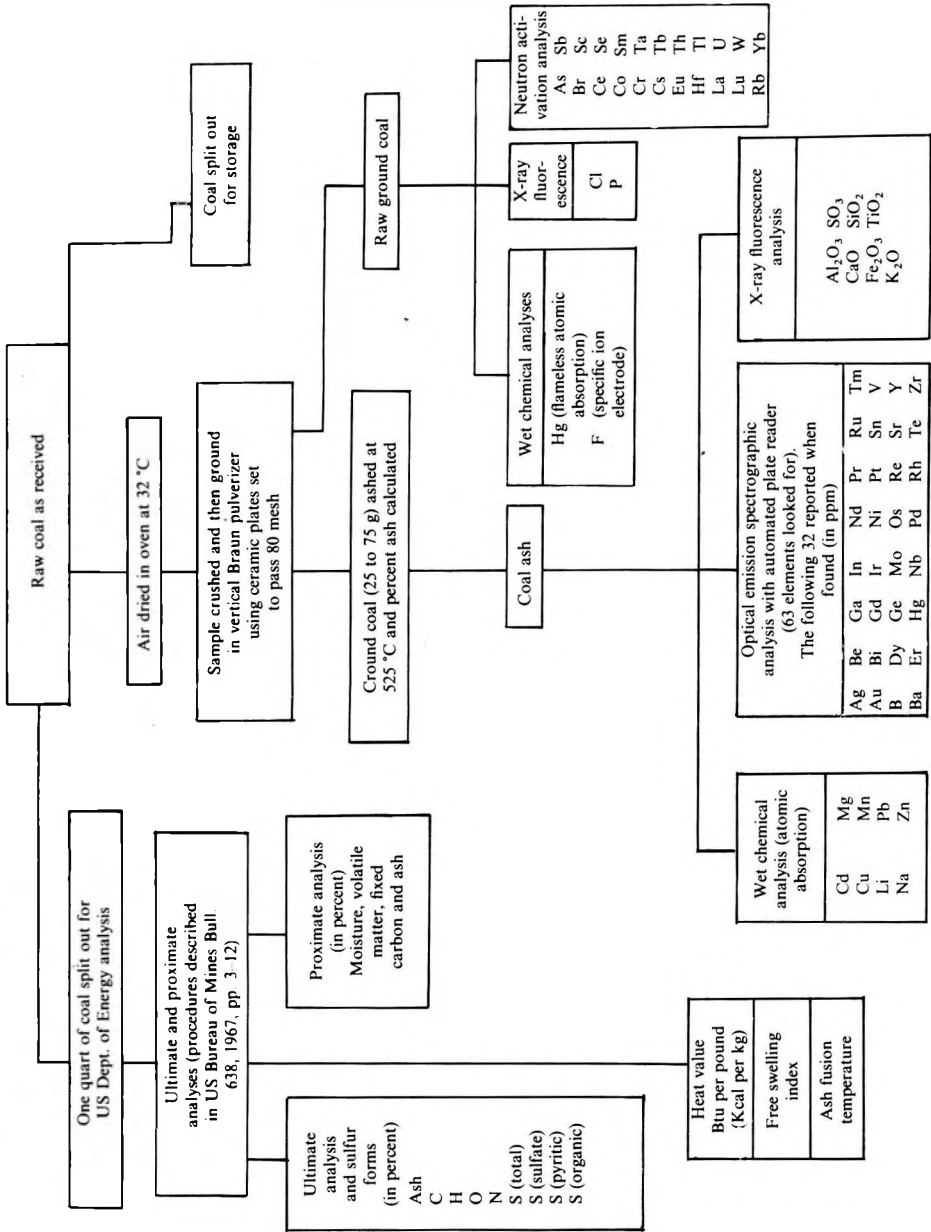 Raw coal as received
One quart of coal split out for
US Dept. of Energy analysis
Air dried in oven at 32 °C
Coal split out
for storage
Ultimate and proximate
analyses (procedures described
in US Bureau of Mines Bull.
638, 1967, pp. 3–12)
Sample crushed and then ground
in vertical Braun pulverizer
using ceramic plates set
to pass 80 mesh
Ultimate
analysis
and sulfur
forms
(in percent)
Ash
C
H
O
N
S (total)
S (sulfate)
S (pyritic)
S (organic)
Proximate analysis
(in percent)
Moisture, volatile
matter, fixed
carbon and ash
Cround coal (25 to 75 g) ashed at
525 °C and percent ash calculated
Raw ground coal
Coal ash
Wet chemical analyses
Hg (flameless atomic
absorption)
F (specific ion
electrode)
X-ray
fluor-
escence
Cl
P
Neutron acti-
vation analysis
As Sb
Br Sc
Ce Se
Co Sm
Cr Ta
Cs Tb
Eu Th
Hf Tl
La U
Lu W
Rb Yb
Heat value
Btu per pound
(Kcal per kg)
Free swelling
index
Ash fusion
temperature
Wet chemical
analysis (atomic
absorption)
Cd Mg
Cu Mn
Li Pb
Na Zn
Optical emission spectrographic
analysis with automated plate reader
(63 elements looked for).
The following 32 reported when
found (in ppm)
Ag Be Ga In Nd Pr Ru Tm
Au Bi Gd Ir Ni Pt Sn V
B Dy Ge Mo Os Re Sr Y
Ba Er Hg Nb Pd Rh Te Zr
X-ray fluorescence
analysis
Al₂O₃ SO₃
CaO SiO₂
Fe₂O₃ TiO₂
K₂O